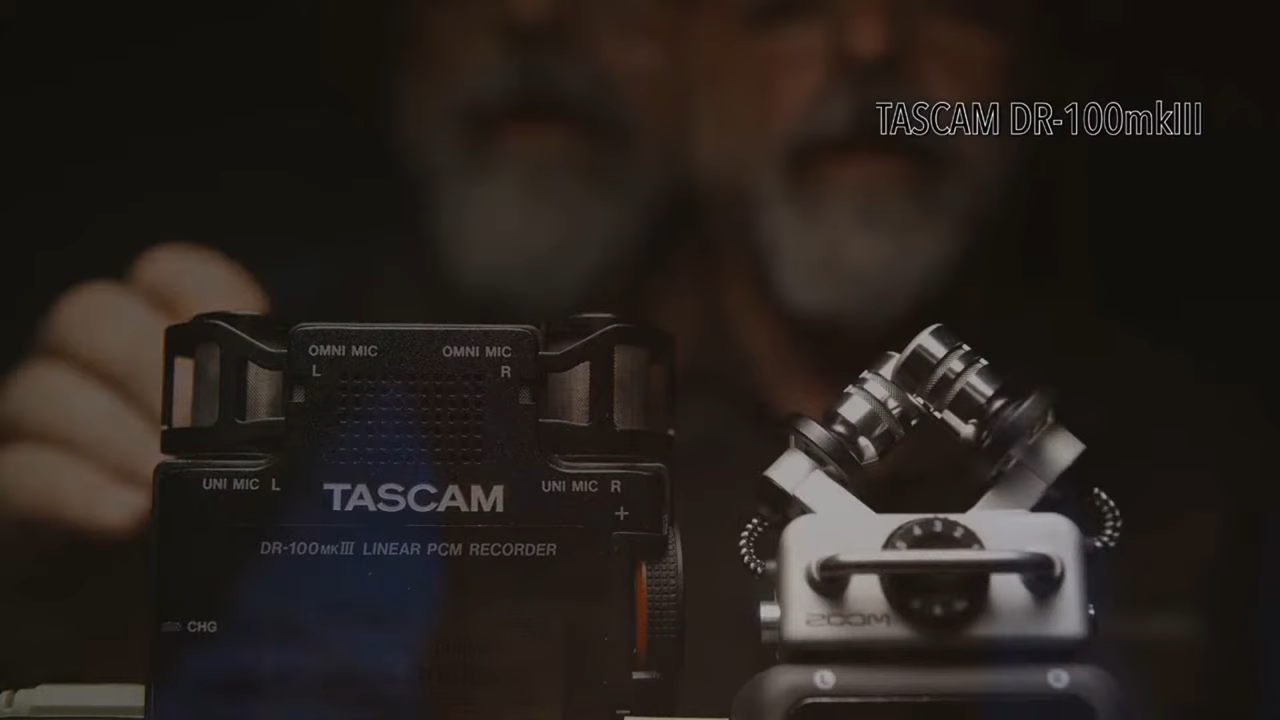 TASCAM DR-100mkIII
OMNI MIC OMNI MIC
L R
UNI MIC L TASCAM UNI MIC R
+
DR-100MKIII LINEAR PCM RECORDER
CHG
ZOOM
L R